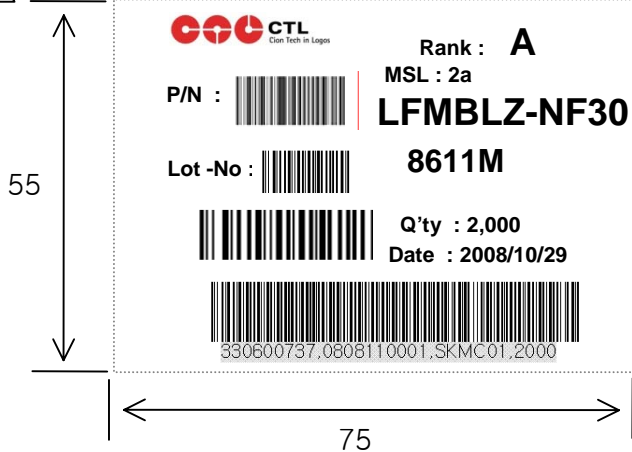 CTL
Cion Tech in Logos
Rank : A
MSL : 2a
P/N :
LFMBLZ-NF30
Lot -No :
8611M
55
Q'ty : 2,000
Date : 2008/10/29
330600737,0808110001,SKMC01,2000
75